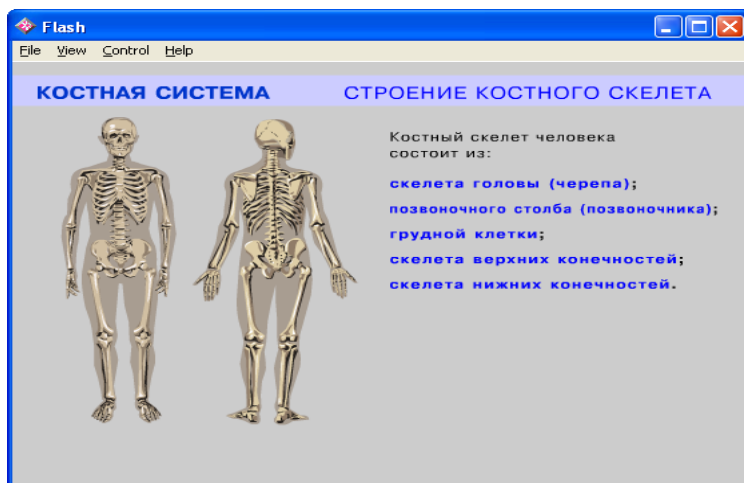 Flash
File View Control Help
КОСТНАЯ СИСТЕМА СТРОЕНИЕ КОСТНОГО СКЕЛЕТА
Костный скелет человека
состоит из:
скелета головы (черепа);
позвоночного столба (позвоночника);
грудной клетки;
скелета верхних конечностей;
скелета нижних конечностей.